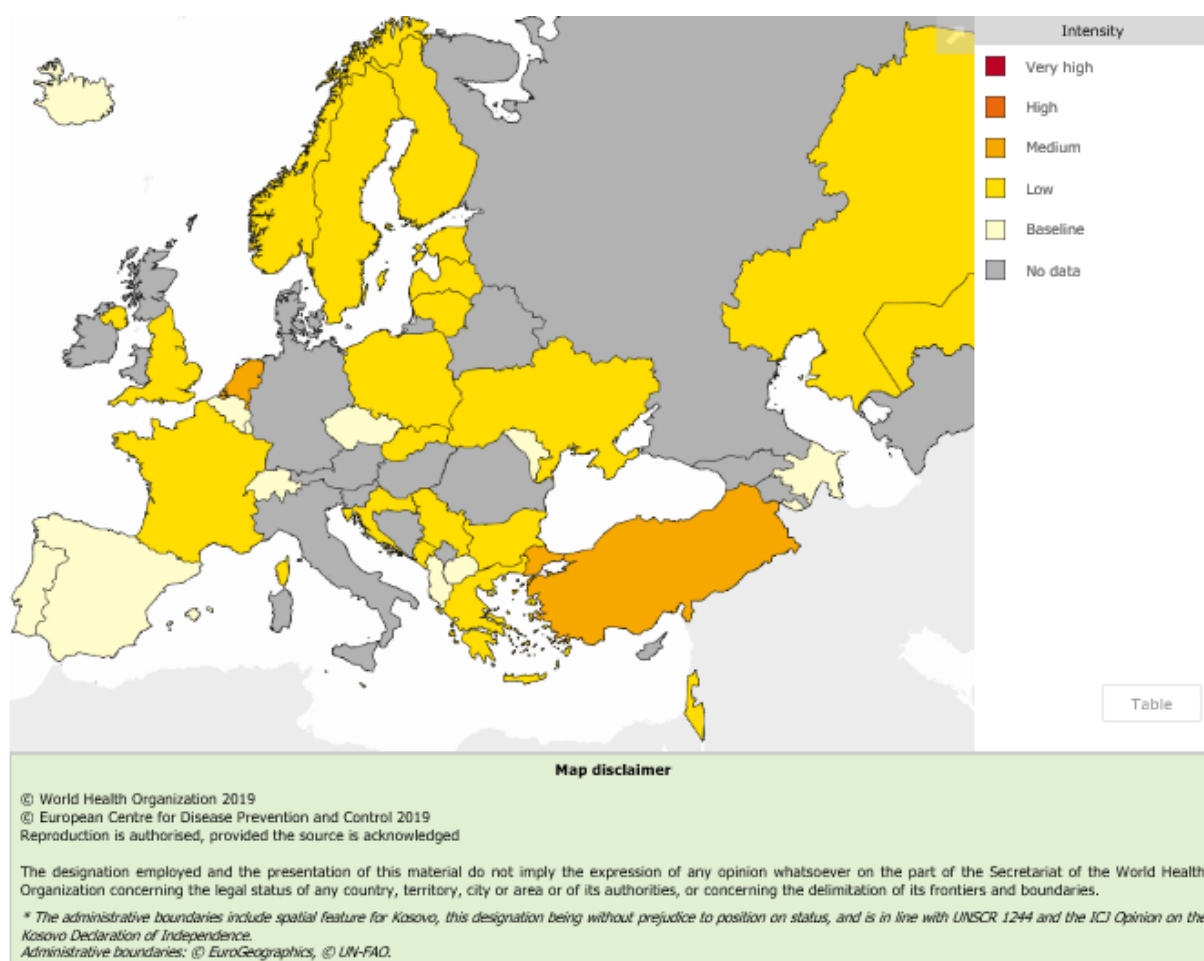 Intensity
Very high
High
Medium
Low
Baseline
No data
Table
Map disclaimer
© World Health Organization 2019
© European Centre for Disease Prevention and Control 2019
Reproduction is authorised, provided the source is acknowledged
The designation employed and the presentation of this material do not imply the expression of any opinion whatsoever on the part of the Secretariat of the World Health
Organization concerning the legal status of any country, territory, city or area or of its authorities, or concerning the delimitation of its frontiers and boundaries.
* The administrative boundaries include spatial feature for Kosovo, this designation being without prejudice to position on status, and is in line with UNSCR 1244 and the ICJ Opinion on the
Kosovo Declaration of Independence.
Administrative boundaries: © EuroGeographics, © UN-FAO.